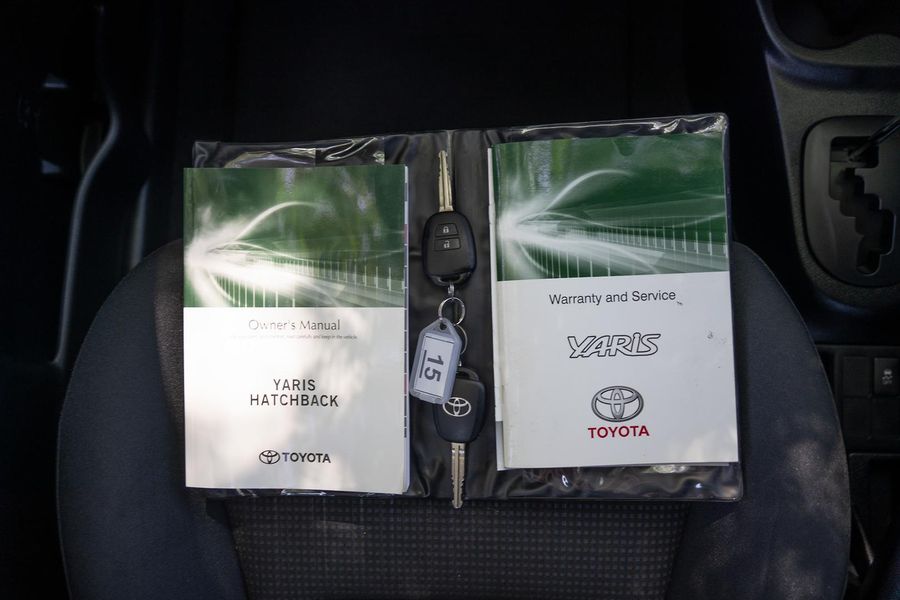 Owner's Manual
YARIS
HATCHBACK
TOYOTA
15
Warranty and Service
YARIS
TOYOTA